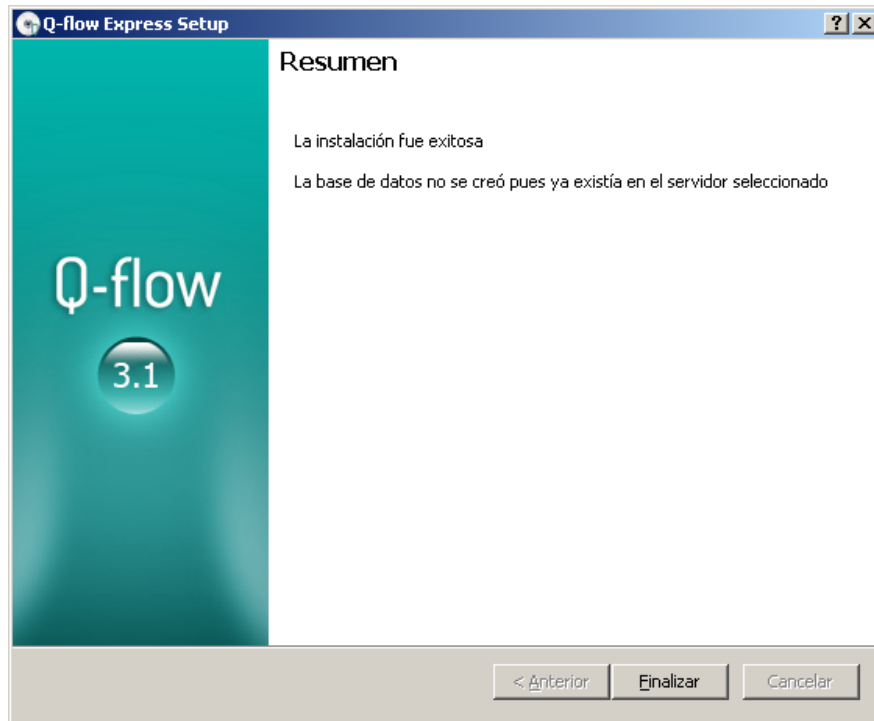 Q-flow Express Setup
Resumen
La instalación fue exitosa
La base de datos no se creó pues ya existía en el servidor seleccionado
Q-flow
3.1
< Anterior
Finalizar
Cancelar